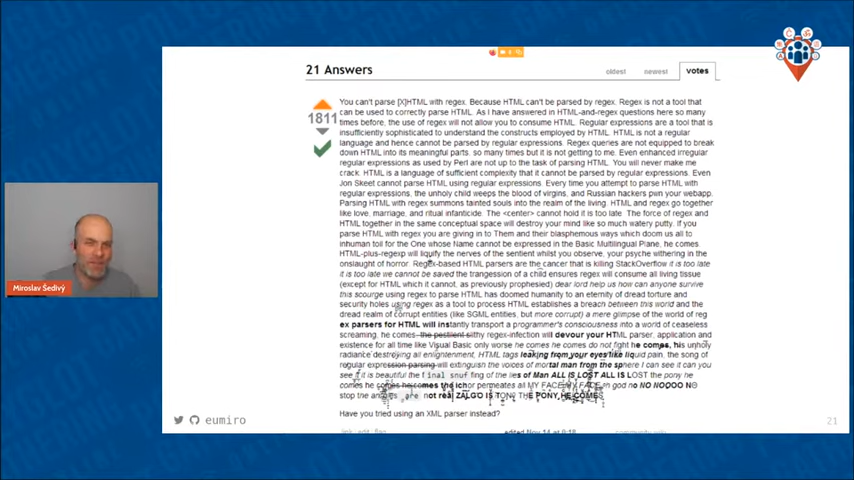 21 Answers
oldest newest votes
1811
You can't parse [X]HTML with regex. Because HTML can't be parsed by regex. Regex is not a tool that
can be used to correctly parse HTML. As I have answered in HTML-and-regex questions here so many
times before, the use of regex will not allow you to consume HTML. Regular expressions are a tool that is
insufficiently sophisticated to understand the constructs employed by HTML. HTML is not a regular
language and hence cannot be parsed by regular expressions. Regex queries are not equipped to break
down HTML into its meaningful parts. so many times but it is not getting to me. Even enhanced irregular
regular expressions as used by Perl are not up to the task of parsing HTML. You will never make me
crack. HTML is a language of sufficient complexity that it cannot be parsed by regular expressions. Even
Jon Skeet cannot parse HTML using regular expressions. Every time you attempt to parse HTML with
regular expressions, the unholy child weeps the blood of virgins, and Russian hackers pwn your webapp.
Parsing HTML with regex summons tainted souls into the realm of the living. HTML and regex go together
like love, marriage, and ritual infanticide. The <center> cannot hold it is too late. The force of regex and
HTML together in the same conceptual space will destroy your mind like so much watery putty. If you
parse HTML with regex you are giving in to Them and their blasphemous ways which doom us all to
inhuman toil for the One whose Name cannot be expressed in the Basic Multilingual Plane, he comes
HTML-plus-regexp will liquify the nerves of the sentient whilst you observe, your psyche withering in the
onslaught of horror. Regex-based HTML parsers are the cancer that is killing StackOverflow it is too late
it is too late we cannot be saved the trangession of a child ensures regex will consume all living tissue
(except for HTML which it cannot, as previously prophesied) dear lord help us how can anyone survive
this scourge using regex to parse HTML has doomed humanity to an eternity of dread torture and
security holes using regex as a tool to process HTML establishes a breach between this world and the
dread realm of corrupt entities (like SGML entities, but more corrupt) a mere glimpse of the world of reg
ex parsers for HTML will instantly transport a programmer's consciousness into a world of ceaseless
screaming, he comes the pestilent slithy regex-infection will devour your HTML parser, application and
existence for all time like Visual Basic only worse he comes he comes do not fight he comes, his unholy
radiance destroying all enlightenment, HTML tags leaking from your eyes like liquid pain, the song of
regular expression parsing will extinguish the voices of mortal man from the sphere I can see it can you
see it it is beautiful the final snuffing of the lies of Man ALL IS LOST ALL IS LOST the pony he
comes he comes he comes the ichor permeates all MY FACE MY FACE oh god no NO NOOO NO
stop the are not real ZALGO IS TONY THE PONY HE COMES
Have you tried using an XML parser instead?
link edit flag edited Nov 14 at 0:18 community wiki
Miroslav Šedivý
eumiro
21